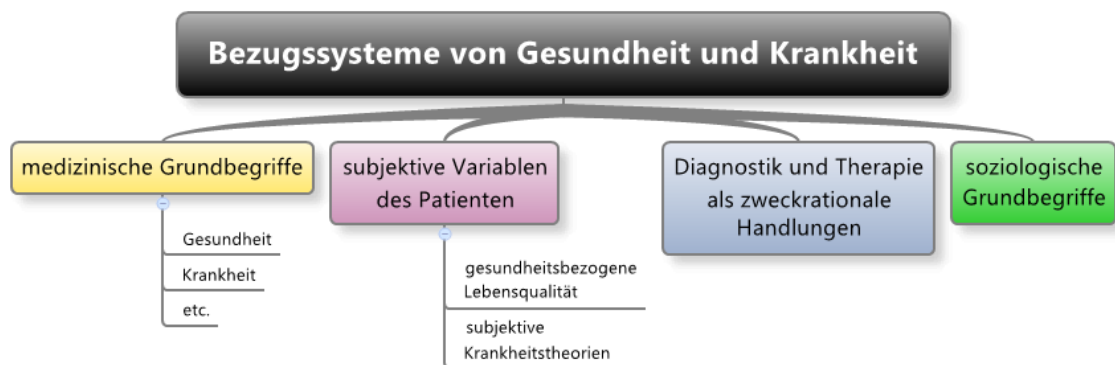 Bezugssysteme von Gesundheit und Krankheit
medizinische Grundbegriffe
Gesundheit
Krankheit
etc.
subjektive Variablen
des Patienten
gesundheitsbezogene
Lebensqualität
subjektive
Krankheitstheorien
Diagnostik und Therapie
als zweckrationale
Handlungen
soziologische
Grundbegriffe